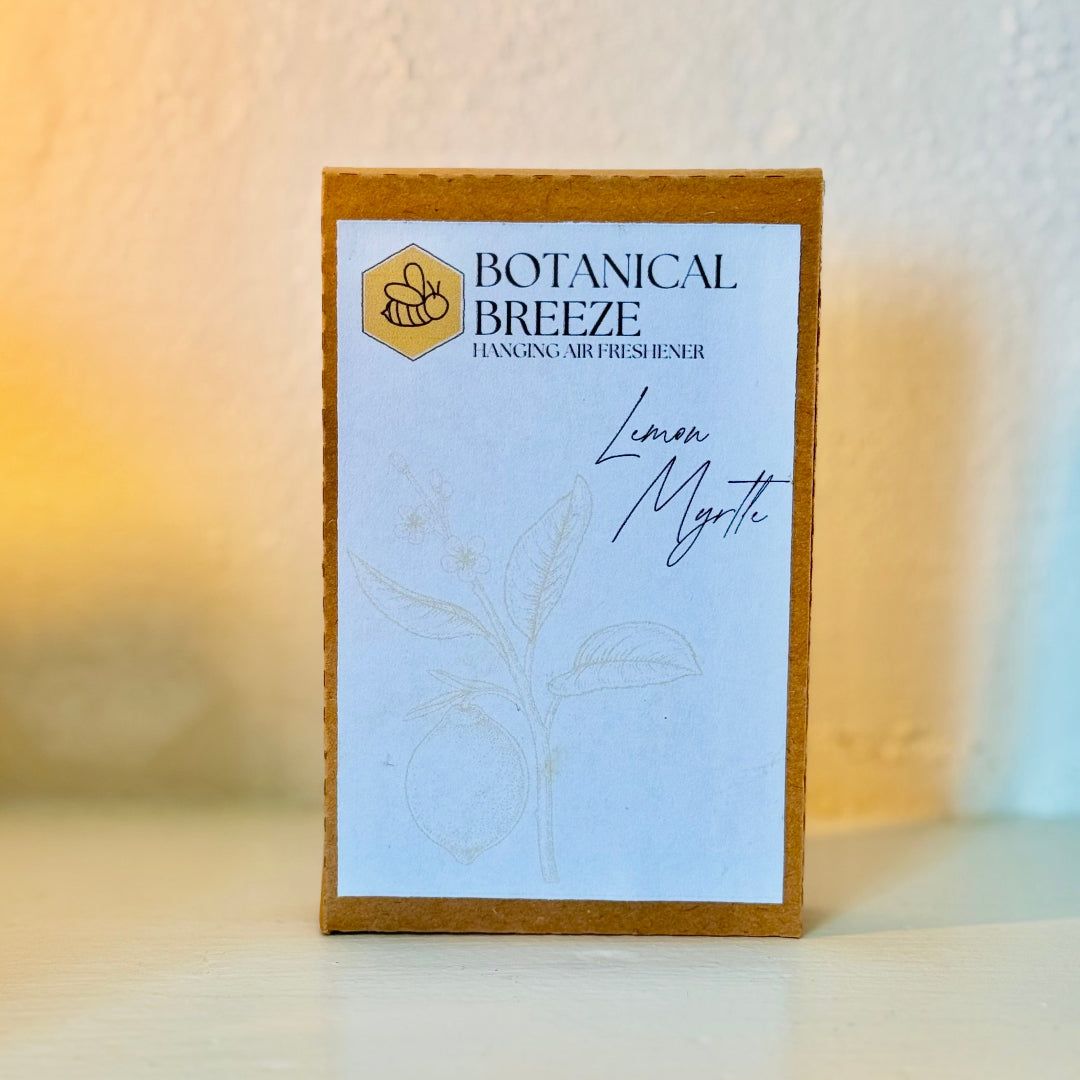 BOTANICAL
BREEZE
HANGING AIR FRESHENER
Lemon
Myrtle